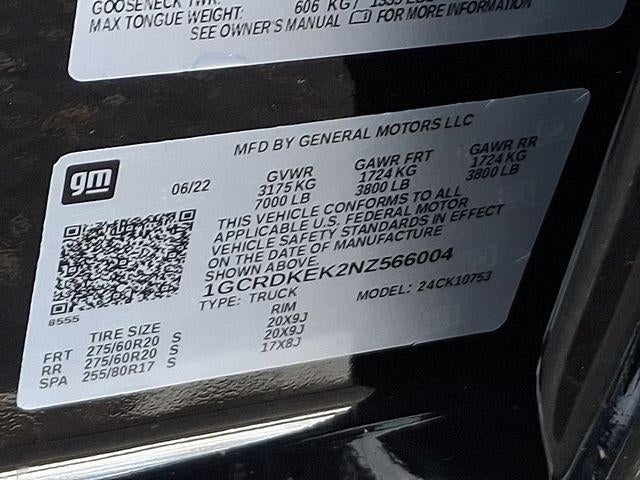 GOOSENECK TWR:
MAX TONGUE WEIGHT: 606 KG/ 1335 LBS
SEE OWNER'S MANUAL FOR MORE INFORMATION
MFD BY GENERAL MOTORS LLC
gm
06/22
GVWR GAWR FRT GAWR RR
3175 KG 1724 KG 1724 KG
7000 LB 3800 LB 3800 LB
THIS VEHICLE CONFORMS TO ALL
APPLICABLE U.S. FEDERAL MOTOR
VEHICLE SAFETY STANDARDS IN EFFECT
ON THE DATE OF MANUFACTURE
SHOWN ABOVE.
1GCRDKEK2NZ566004
TYPE: TRUCK MODEL: 24CK10753
8555
TIRE SIZE RIM
FRT 275/60R20 S 20X9J
RR 275/60R20 S 20X9J
SPA 255/80R17 S 17X8J